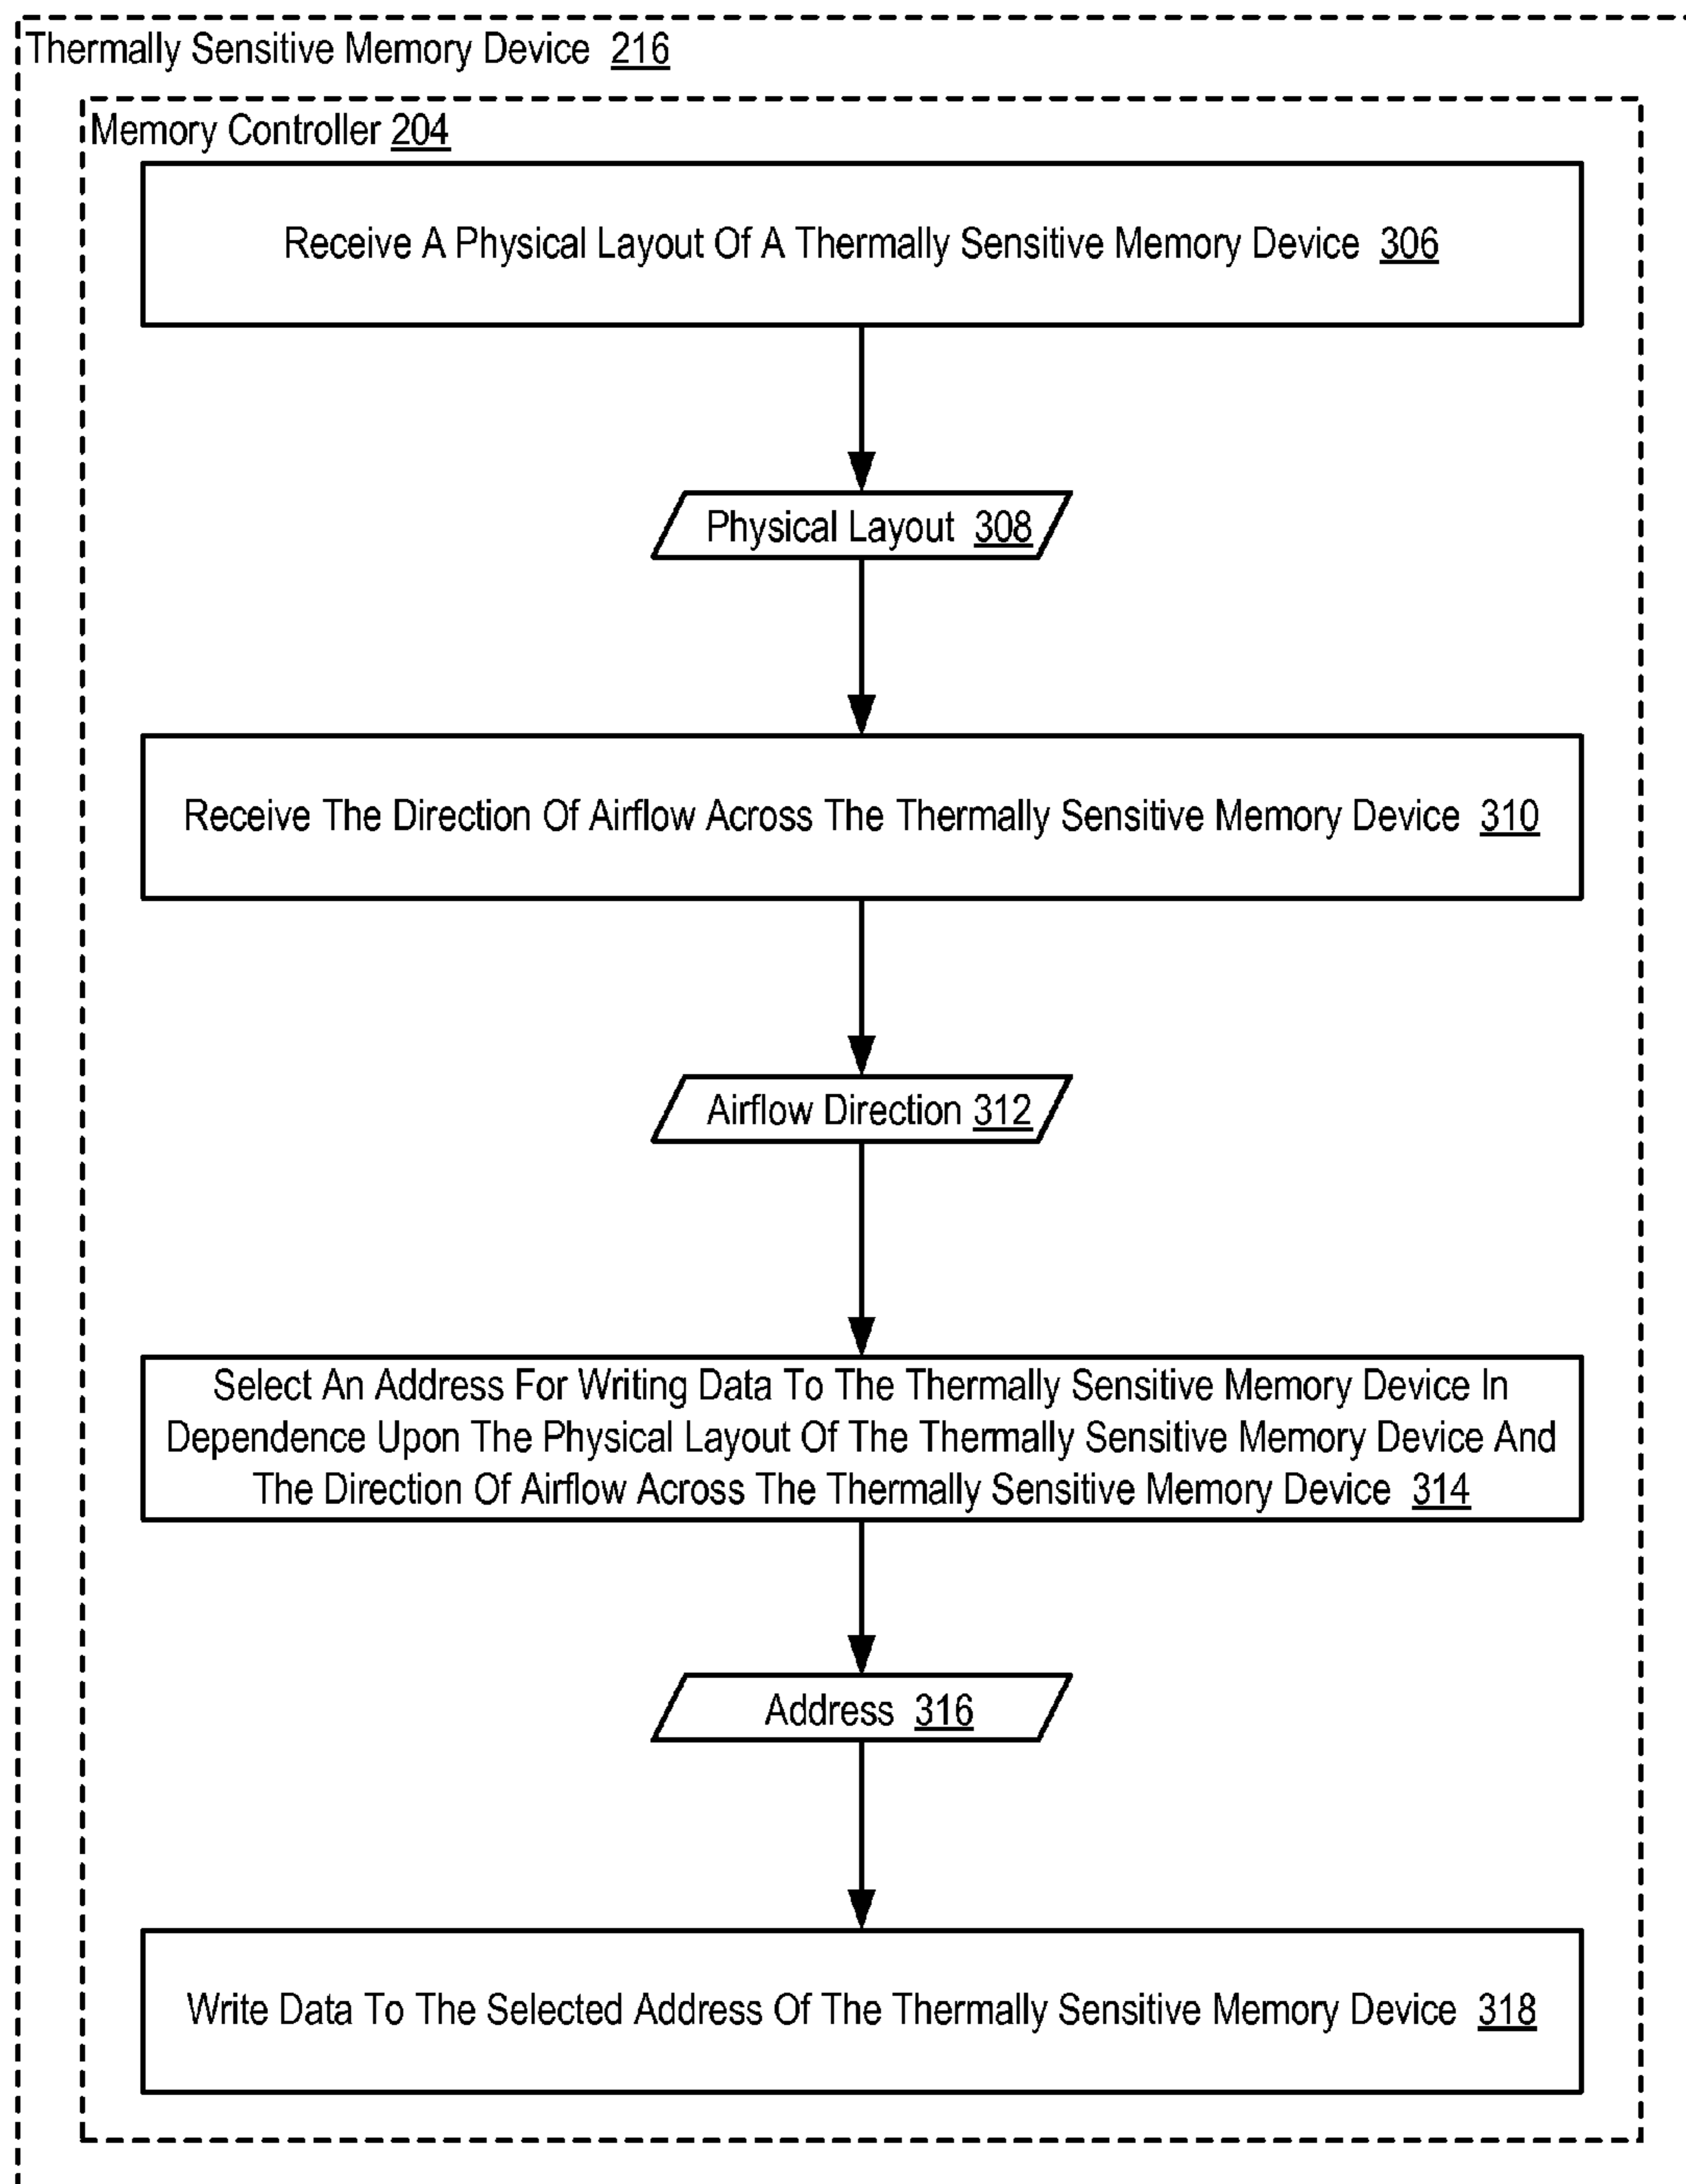 Thermally Sensitive Memory Device 216
Memory Controller 204
Receive A Physical Layout Of A Thermally Sensitive Memory Device 306
Physical Layout 308
Receive The Direction Of Airflow Across The Thermally Sensitive Memory Device 310
Airflow Direction 312
Select An Address For Writing Data To The Thermally Sensitive Memory Device In
Dependence Upon The Physical Layout Of The Thermally Sensitive Memory Device And
The Direction Of Airflow Across The Thermally Sensitive Memory Device 314
Address 316
Write Data To The Selected Address Of The Thermally Sensitive Memory Device 318